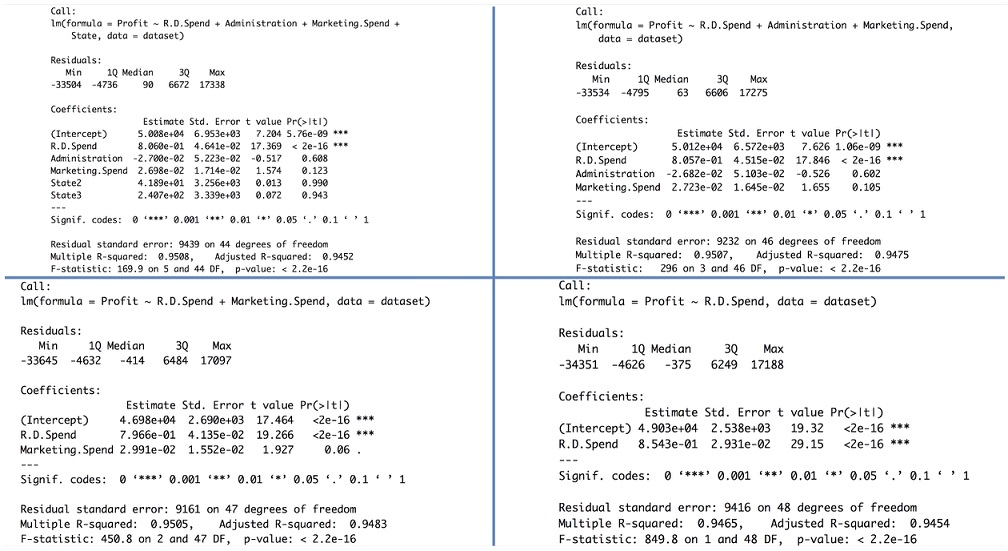 Call:
lm(formula = Profit ~ R.D.Spend + Administration + Marketing.Spend +
State, data = dataset)
Residuals:
Min 1Q Median 3Q Max
-33504 -4736 90 6672 17338
Coefficients:
Estimate Std. Error t value Pr(>|t|)
(Intercept) 5.008e+04 6.953e+03 7.204 5.76e-09 ***
R.D.Spend 8.060e-01 4.641e-02 17.369 < 2e-16 ***
Administration -2.700e-02 5.223e-02 -0.517 0.608
Marketing.Spend 2.698e-02 1.714e-02 1.574 0.123
State2 4.189e+01 3.256e+03 0.013 0.990
State3 2.407e+02 3.339e+03 0.072 0.943
---
Signif. codes: 0 ‘***’ 0.001 ‘**’ 0.01 ‘*’ 0.05 ‘.’ 0.1 ‘ ’ 1
Residual standard error: 9439 on 44 degrees of freedom
Multiple R-squared: 0.9508, Adjusted R-squared: 0.9452
F-statistic: 169.9 on 5 and 44 DF, p-value: < 2.2e-16
Call:
lm(formula = Profit ~ R.D.Spend + Administration + Marketing.Spend,
data = dataset)
Residuals:
Min 1Q Median 3Q Max
-33534 -4795 63 6606 17275
Coefficients:
Estimate Std. Error t value Pr(>|t|)
(Intercept) 5.012e+04 6.572e+03 7.626 1.06e-09 ***
R.D.Spend 8.057e-01 4.515e-02 17.846 < 2e-16 ***
Administration -2.682e-02 5.103e-02 -0.526 0.602
Marketing.Spend 2.723e-02 1.645e-02 1.655 0.105
---
Signif. codes: 0 ‘***’ 0.001 ‘**’ 0.01 ‘*’ 0.05 ‘.’ 0.1 ‘ ’ 1
Residual standard error: 9232 on 46 degrees of freedom
Multiple R-squared: 0.9507, Adjusted R-squared: 0.9475
F-statistic: 296 on 3 and 46 DF, p-value: < 2.2e-16
Call:
lm(formula = Profit ~ R.D.Spend + Marketing.Spend, data = dataset)
Residuals:
Min 1Q Median 3Q Max
-33645 -4632 -414 6484 17097
Coefficients:
Estimate Std. Error t value Pr(>|t|)
(Intercept) 4.698e+04 2.690e+03 17.464 <2e-16 ***
R.D.Spend 7.966e-01 4.135e-02 19.266 <2e-16 ***
Marketing.Spend 2.991e-02 1.552e-02 1.927 0.06 .
---
Signif. codes: 0 ‘***’ 0.001 ‘**’ 0.01 ‘*’ 0.05 ‘.’ 0.1 ‘ ’ 1
Residual standard error: 9161 on 47 degrees of freedom
Multiple R-squared: 0.9505, Adjusted R-squared: 0.9483
F-statistic: 450.8 on 2 and 47 DF, p-value: < 2.2e-16
Call:
lm(formula = Profit ~ R.D.Spend, data = dataset)
Residuals:
Min 1Q Median 3Q Max
-34351 -4626 -375 6249 17188
Coefficients:
Estimate Std. Error t value Pr(>|t|)
(Intercept) 4.903e+04 2.538e+03 19.32 <2e-16 ***
R.D.Spend 8.543e-01 2.931e-02 29.15 <2e-16 ***
---
Signif. codes: 0 ‘***’ 0.001 ‘**’ 0.01 ‘*’ 0.05 ‘.’ 0.1 ‘ ’ 1
Residual standard error: 9416 on 48 degrees of freedom
Multiple R-squared: 0.9465, Adjusted R-squared: 0.9454
F-statistic: 849.8 on 1 and 48 DF, p-value: < 2.2e-16